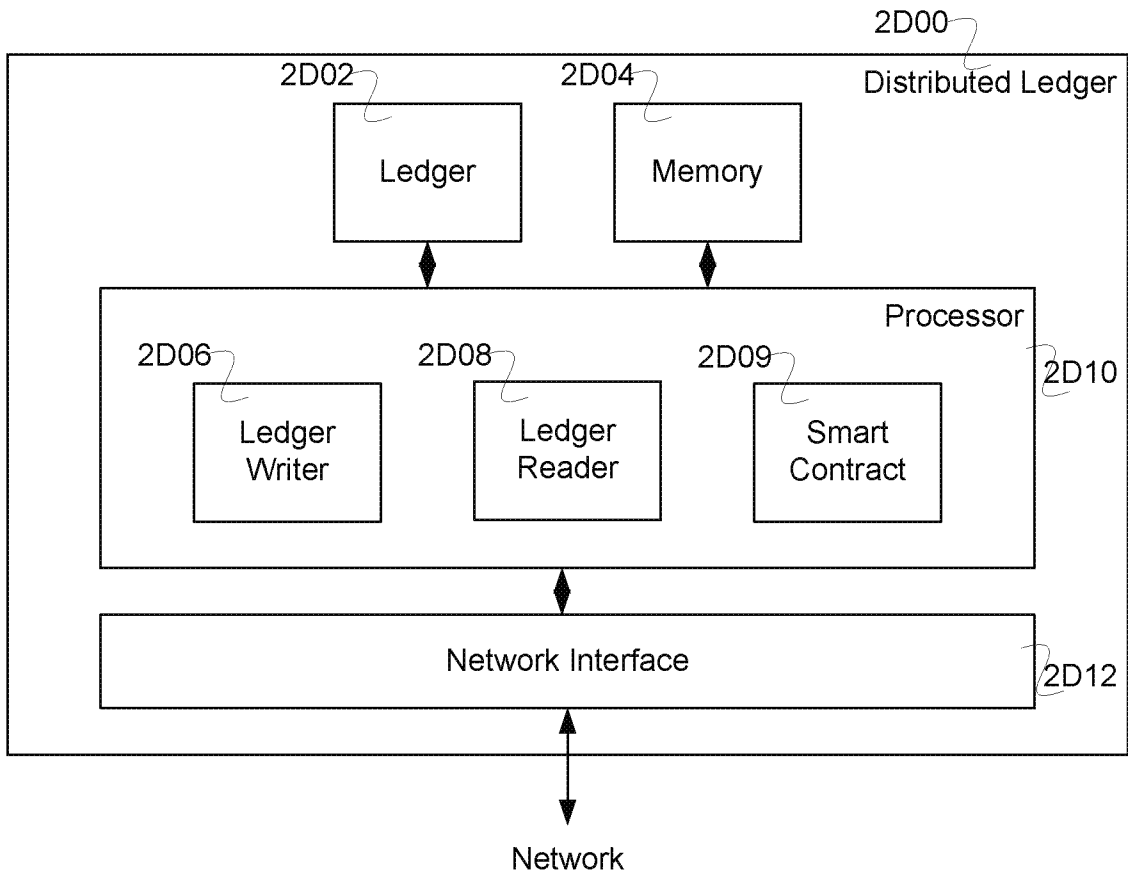 2D00
Distributed Ledger
2D02
2D04
Ledger
Memory
Processor
2D10
2D06
2D08
2D09
Ledger
Writer
Ledger
Reader
Smart
Contract
Network Interface
2D12
Network